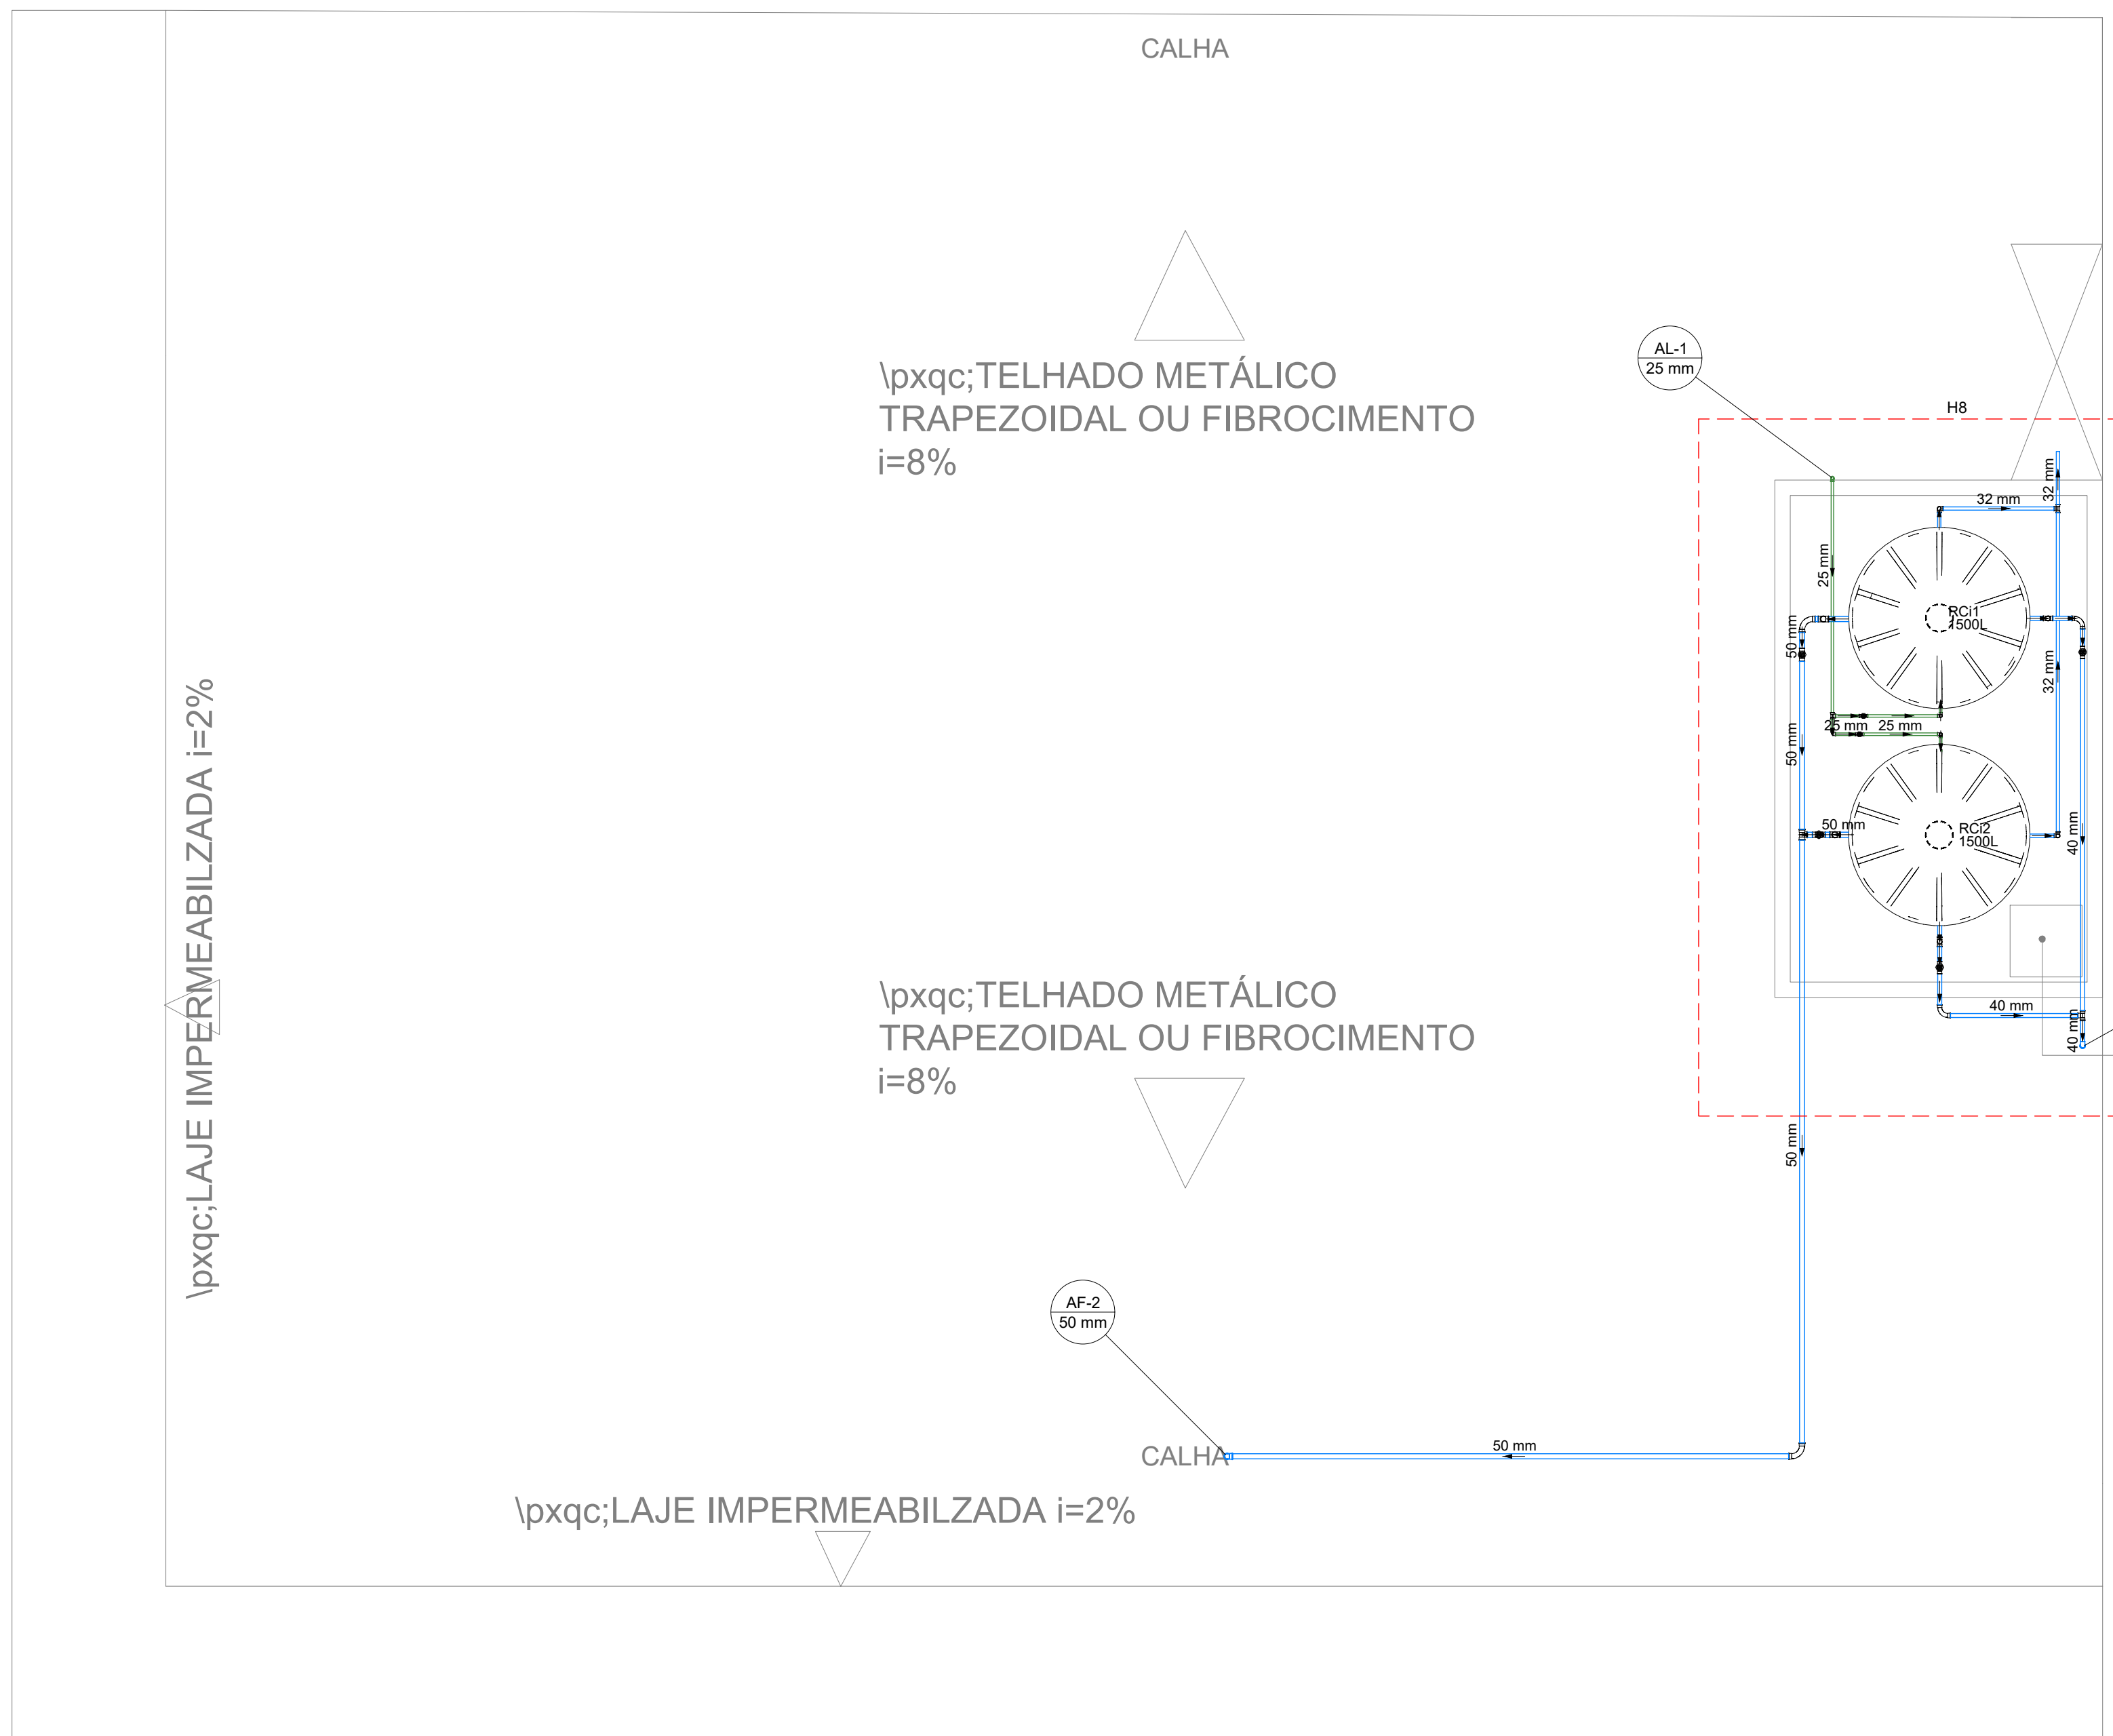 CALHA
\pxqc;TELHADO METÁLICO
TRAPEZOIDAL OU FIBROCIMENTO
i=8%
AL-1
25 mm
H8
32 mm
32 mm
25 mm
RCi1
1500L
50 mm
32 mm
25 mm
25 mm
50 mm
50 mm
RCi2
1500L
40 mm
40 mm
40 mm
\pxqc;LAJE IMPERMEABILZADA i=2%
\pxqc;TELHADO METÁLICO
TRAPEZOIDAL OU FIBROCIMENTO
i=8%
50 mm
AF-2
50 mm
CALHA
50 mm
\pxqc;LAJE IMPERMEABILZADA i=2%